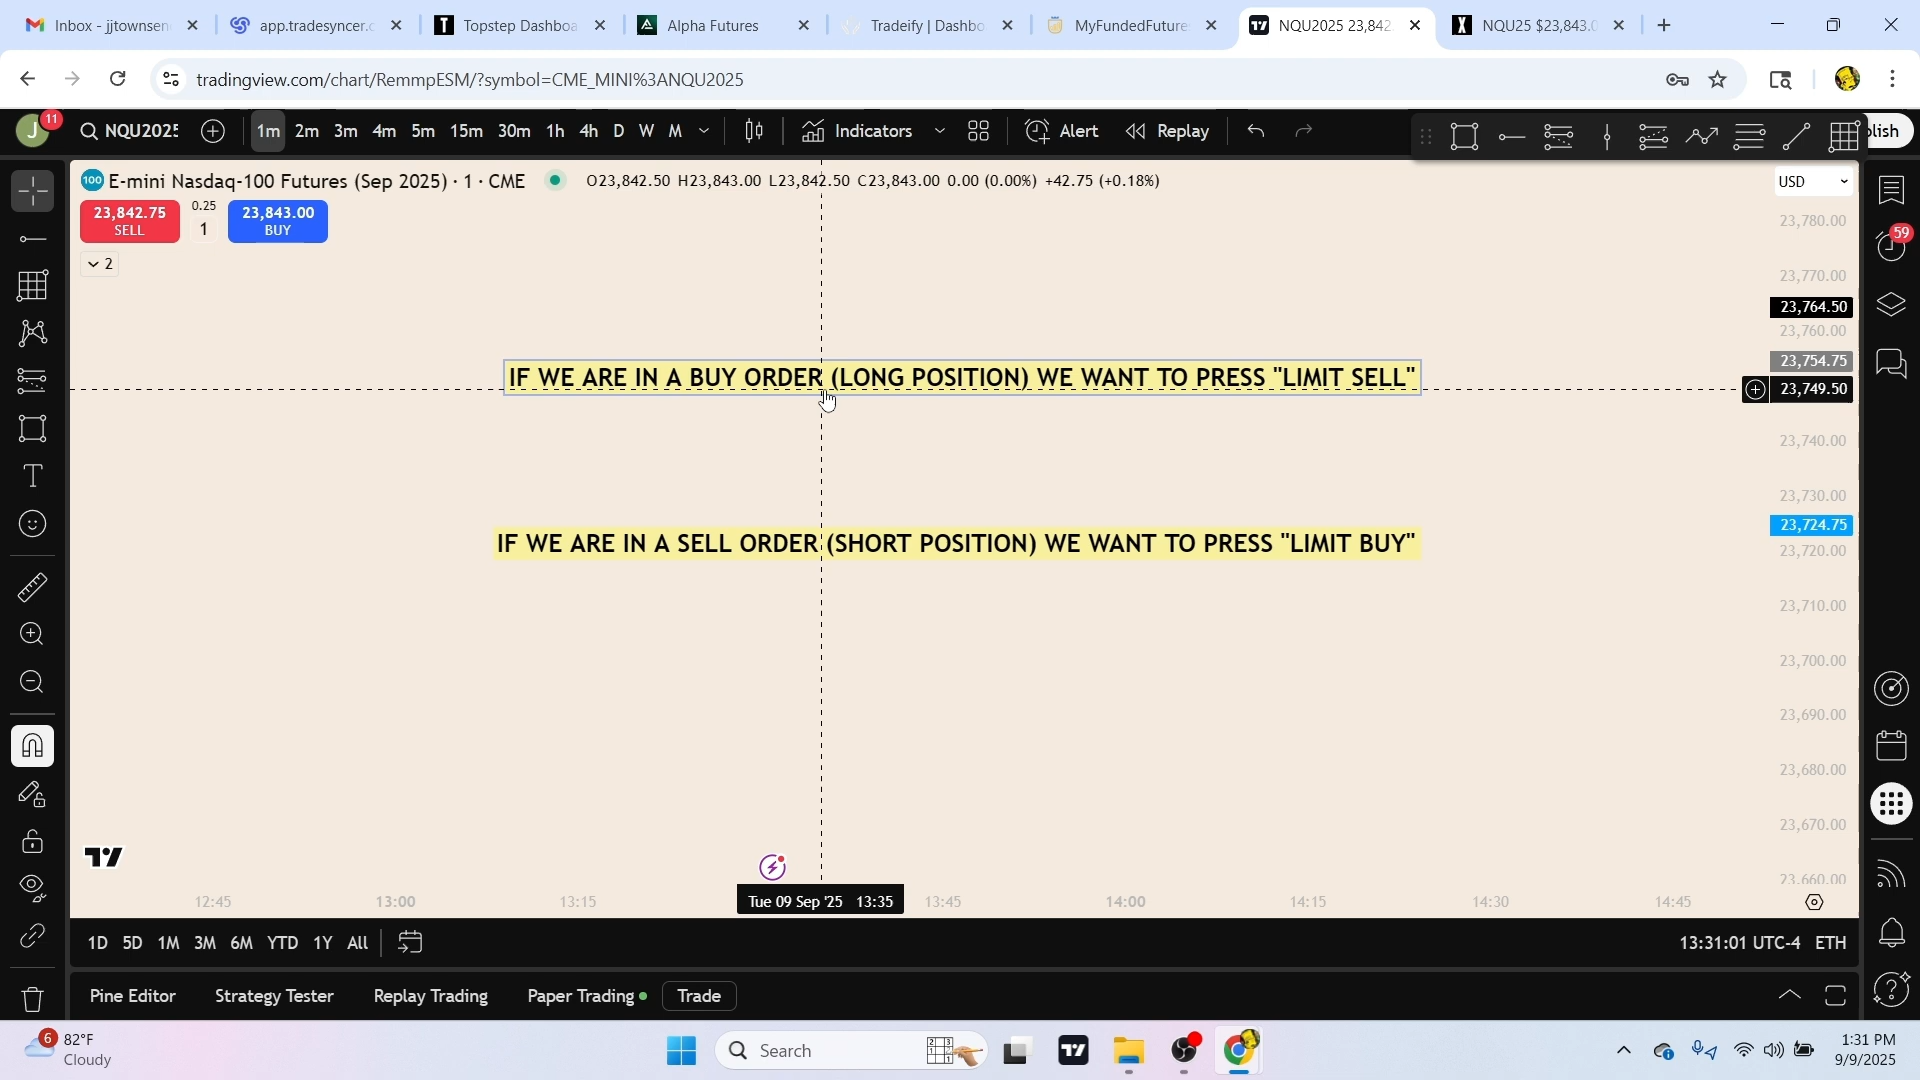 Inbox - jjtownsen
app.tradesyncer.c
Topstep Dashboa
Alpha Futures
Tradeify | Dashbo
MyFundedFuture
NQU2025 23,842.
NQU25 $23,843.0
tradingview.com/chart/RemmpESM/?symbol=CME_MINI%3ANQU2025
J
11
NQU2025
1m 2m 3m 4m 5m 15m 30m 1h 4h D W M
Indicators
Alert
Replay
blish
100 E-mini Nasdaq-100 Futures (Sep 2025) · 1 · CME
O23,842.50 H23,843.00 L23,842.50 C23,843.00 0.00 (0.00%) +42.75 (+0.18%)
USD
23,842.75
SELL
0.25
1
23,843.00
BUY
2
59
23,780.00
23,770.00
23,764.50
23,760.00
23,754.75
IF WE ARE IN A BUY ORDER (LONG POSITION) WE WANT TO PRESS "LIMIT SELL"
23,749.50
23,740.00
23,730.00
23,724.75
IF WE ARE IN A SELL ORDER (SHORT POSITION) WE WANT TO PRESS "LIMIT BUY"
23,720.00
23,710.00
23,700.00
23,690.00
23,680.00
23,670.00
23,660.00
12:45 13:00 13:15 Tue 09 Sep '25 13:35 13:45 14:00 14:15 14:30 14:45
1D 5D 1M 3M 6M YTD 1Y All
13:31:01 UTC-4 ETH
Pine Editor Strategy Tester Replay Trading Paper Trading Trade
6
82°F
Cloudy
Search
1:31 PM
9/9/2025